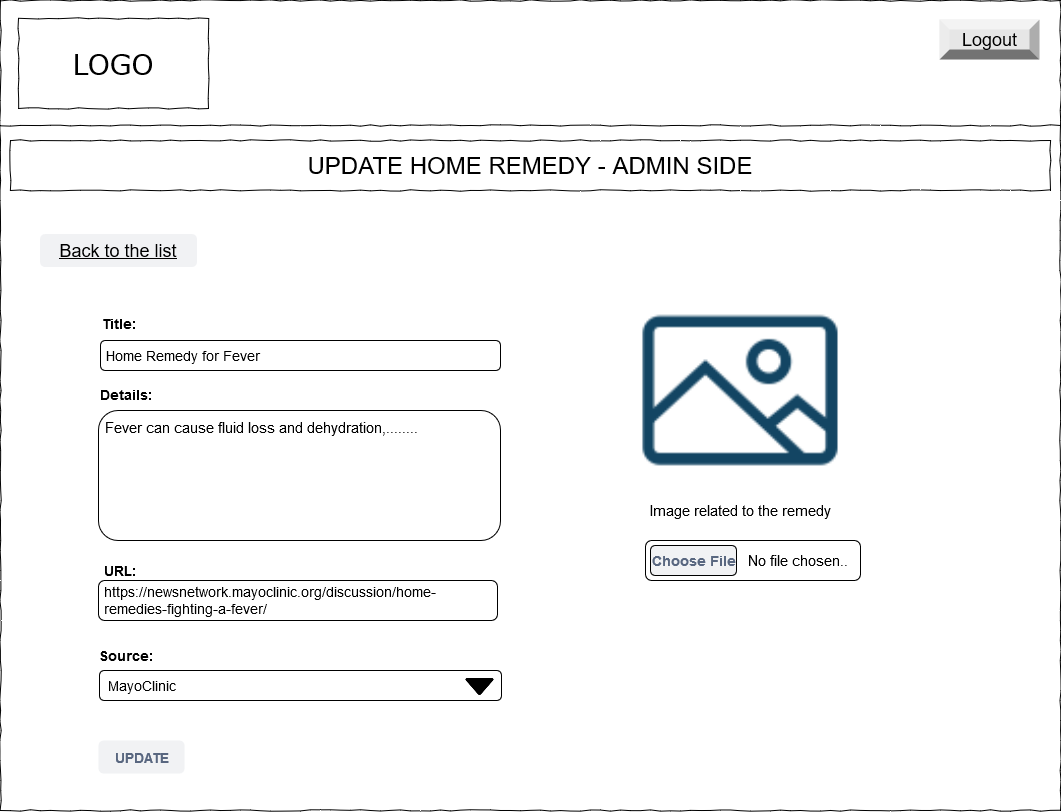 LOGO
Logout
UPDATE HOME REMEDY - ADMIN SIDE
Back to the list
Title:
Home Remedy for Fever
Details:
Fever can cause fluid loss and dehydration,........
URL:
https://newsnetwork.mayoclinic.org/discussion/home-
remedies-fighting-a-fever/
Source:
MayoClinic
UPDATE
Image related to the remedy
Choose File No file chosen..